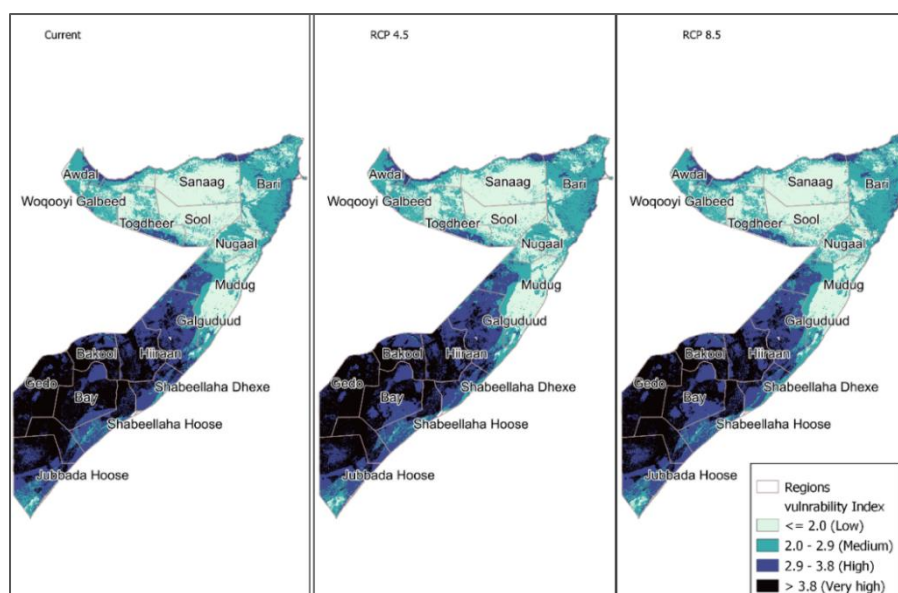 Current
Awdal
Sanaag
Bari
Woqooyi Galbeed
Togdheer
Sool
Nugaal
Mudug
Galguduud
Bakool
Hiiraan
Gedo
Bay
Shabeellaha Dhexe
Shabeellaha Hoose
Jubbada Hoose
RCP 4.5
Awdal
Sanaag
Bari
Woqooyi Galbeed
Togdheer
Sool
Nugaal
Mudug
Galguduud
Bakool
Hiiraan
Gedo
Bay
Shabeellaha Dhexe
Shabeellaha Hoose
Jubbada Hoose
RCP 8.5
Awdal
Sanaag
Bari
Woqooyi Galbeed
Togdheer
Sool
Nugaal
Mudug
Galguduud
Bakool
Hiiraan
Gedo
Bay
Shabeellaha Dhexe
Shabeellaha Hoose
Jubbada Hoose
Regions
vulnrability Index
<= 2.0 (Low)
2.0 - 2.9 (Medium)
2.9 - 3.8 (High)
> 3.8 (Very high)